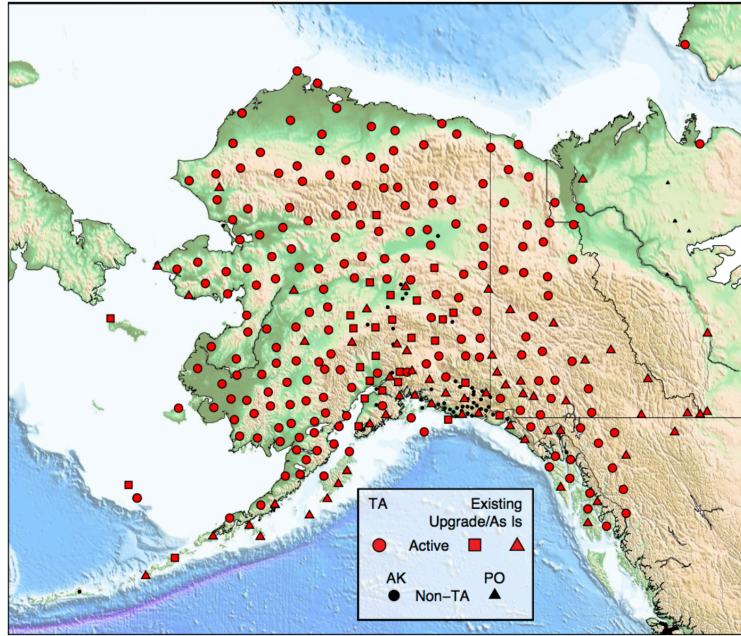 TA Existing
Upgrade/As Is
Active
AK PO
Non−TA